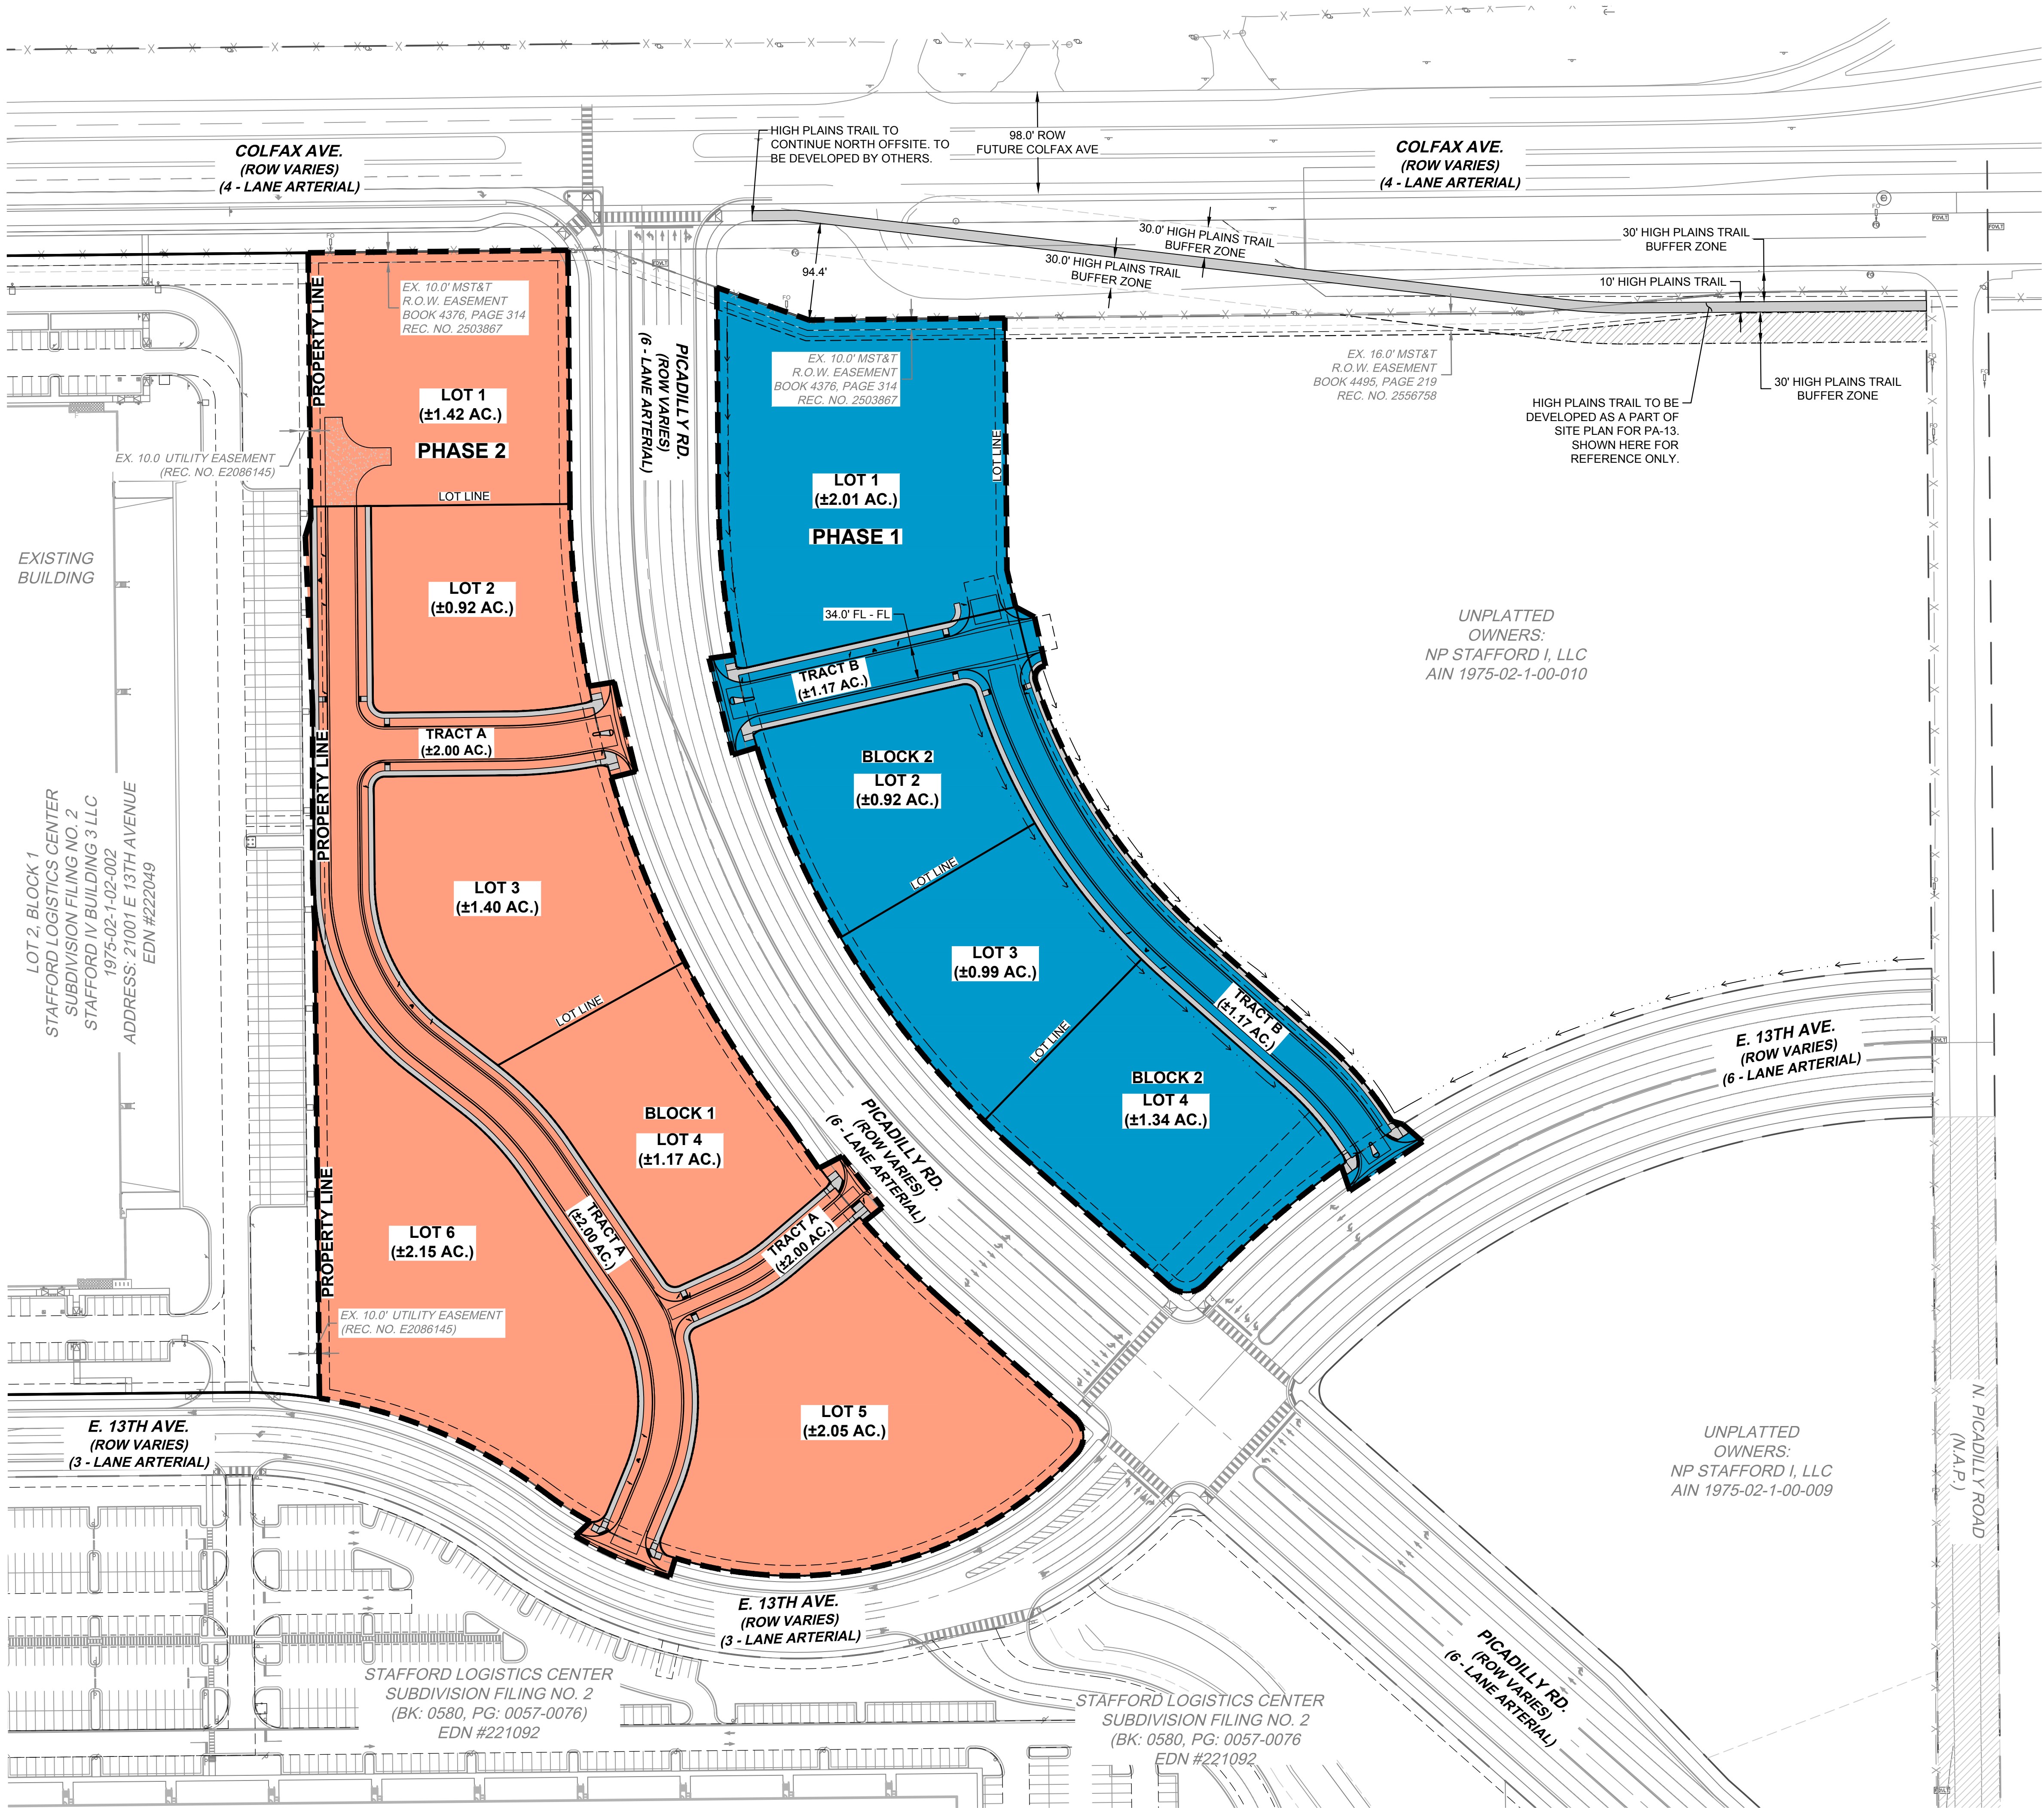 COLFAX AVE.
(ROW VARIES)
(4 - LANE ARTERIAL)
HIGH PLAINS TRAIL TO
CONTINUE NORTH OFFSITE. TO
BE DEVELOPED BY OTHERS.
98.0' ROW
FUTURE COLFAX AVE
COLFAX AVE.
(ROW VARIES)
(4 - LANE ARTERIAL)
30.0' HIGH PLAINS TRAIL
BUFFER ZONE
30.0' HIGH PLAINS TRAIL
BUFFER ZONE
94.4'
30' HIGH PLAINS TRAIL
BUFFER ZONE
10' HIGH PLAINS TRAIL
30' HIGH PLAINS TRAIL
BUFFER ZONE
HIGH PLAINS TRAIL TO BE
DEVELOPED AS A PART OF
SITE PLAN FOR PA-13.
SHOWN HERE FOR
REFERENCE ONLY.
EX. 16.0' MST&T
R.O.W. EASEMENT
BOOK 4495, PAGE 219
REC. NO. 2556758
EX. 10.0' MST&T
R.O.W. EASEMENT
BOOK 4376, PAGE 314
REC. NO. 2503867
EX. 10.0' MST&T
R.O.W. EASEMENT
BOOK 4376, PAGE 314
REC. NO. 2503867
PROPERTY LINE
LOT 1
(±1.42 AC.)
PHASE 2
EX. 10.0 UTILITY EASEMENT
(REC. NO. E2086145)
LOT LINE
PICADILLY RD.
(ROW VARIES)
(6 - LANE ARTERIAL)
LOT LINE
LOT 1
(±2.01 AC.)
PHASE 1
EXISTING
BUILDING
LOT 2
(±0.92 AC.)
34.0' FL - FL
TRACT B
(±1.17 AC.)
UNPLATTED
OWNERS:
NP STAFFORD I, LLC
AIN 1975-02-1-00-010
TRACT A
(±2.00 AC.)
PROPERTY LINE
BLOCK 2
LOT 2
(±0.92 AC.)
LOT LINE
LOT 2, BLOCK 1
STAFFORD LOGISTICS CENTER
SUBDIVISION FILING NO. 2
STAFFORD IV BUILDING 3 LLC
1975-02-1-02-002
ADDRESS: 21001 E 13TH AVENUE
EDN #222049
LOT 3
(±1.40 AC.)
LOT LINE
LOT 3
(±0.99 AC.)
LOT LINE
TRACT B
(±1.17 AC.)
E. 13TH AVE.
(ROW VARIES)
(6 - LANE ARTERIAL)
BLOCK 2
LOT 4
(±1.34 AC.)
BLOCK 1
LOT 4
(±1.17 AC.)
PICADILLY RD.
(ROW VARIES)
(6 - LANE ARTERIAL)
PROPERTY LINE
LOT 6
(±2.15 AC.)
TRACT A
(±2.00 AC.)
TRACT A
(±2.00 AC.)
EX. 10.0' UTILITY EASEMENT
(REC. NO. E2086145)
LOT 5
(±2.05 AC.)
E. 13TH AVE.
(ROW VARIES)
(3 - LANE ARTERIAL)
UNPLATTED
OWNERS:
NP STAFFORD I, LLC
AIN 1975-02-1-00-009
N. PICADILLY ROAD
(N.A.P.)
E. 13TH AVE.
(ROW VARIES)
(3 - LANE ARTERIAL)
PICADILLY RD.
(ROW VARIES)
(6 - LANE ARTERIAL)
STAFFORD LOGISTICS CENTER
SUBDIVISION FILING NO. 2
(BK: 0580, PG: 0057-0076)
EDN #221092
STAFFORD LOGISTICS CENTER
SUBDIVISION FILING NO. 2
(BK: 0580, PG: 0057-0076
EDN #221092